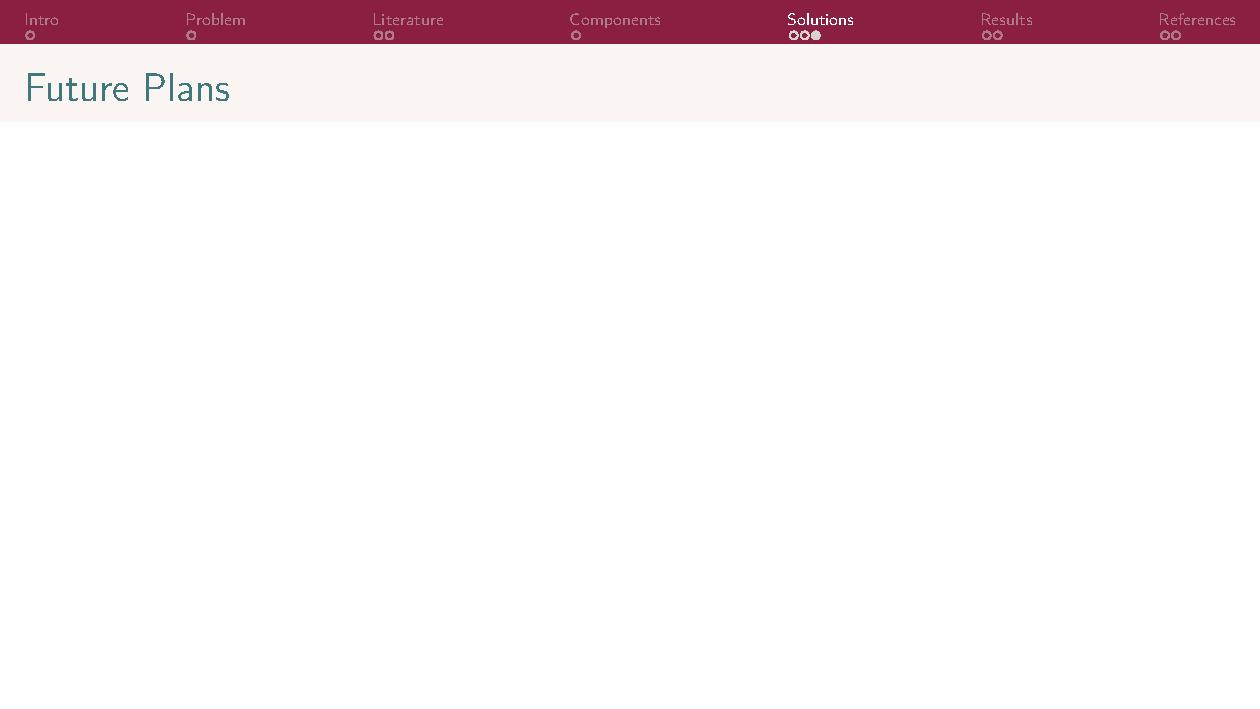 Intro Problem Literature Components Solutions Results References
Future Plans